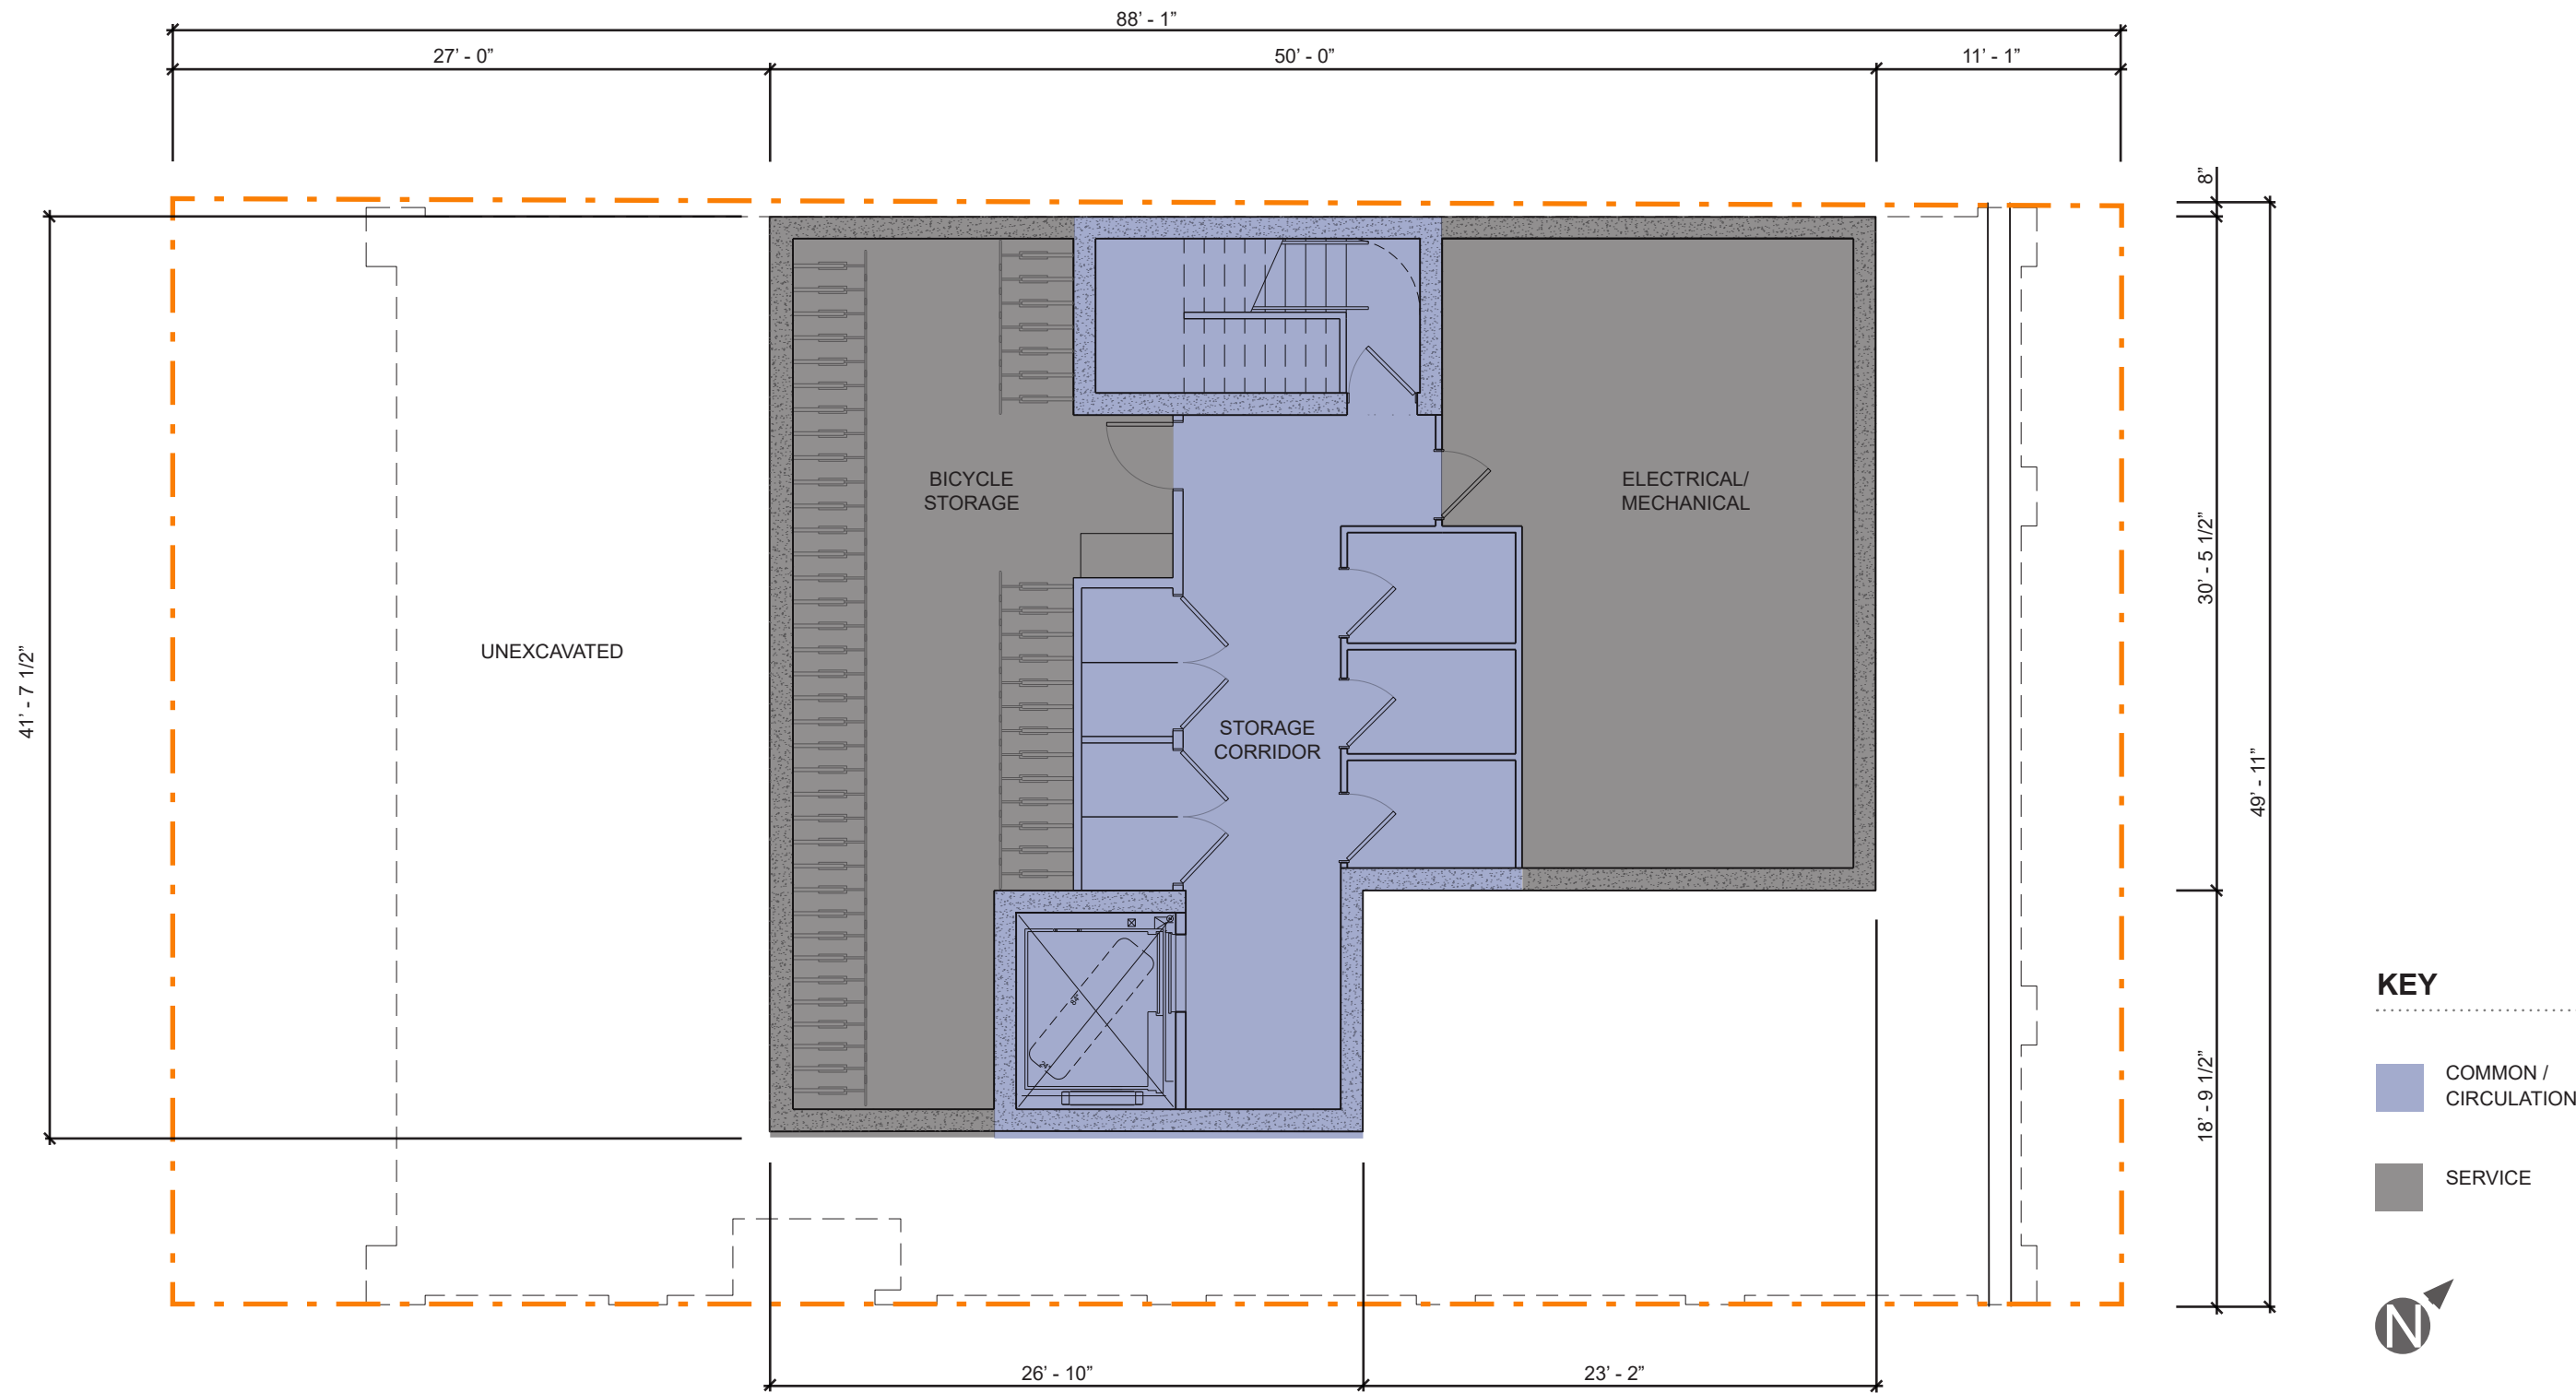 88’ - 1”
27’ - 0”
50’ - 0”
11’ - 1”
8”
BICYCLE
STORAGE
ELECTRICAL/
MECHANICAL
30’ - 5 1/2”
UNEXCAVATED
41’ - 7 1/2”
STORAGE
CORRIDOR
49’ - 11”
KEY
COMMON /
CIRCULATION
84"
24"
18’ - 9 1/2”
SERVICE
N
26’ - 10”
23’ - 2”